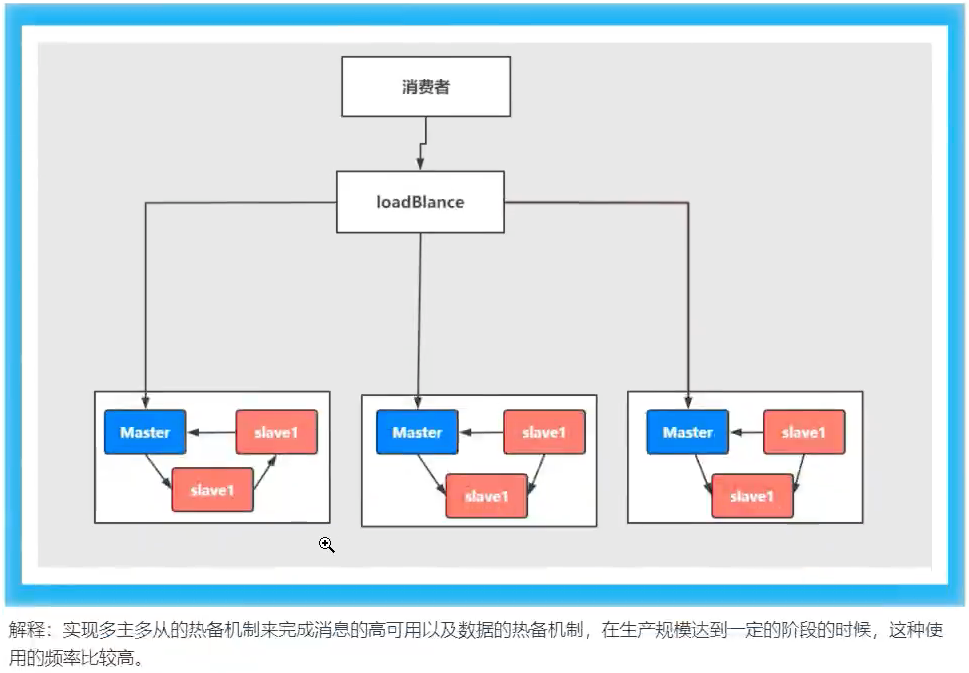 消费者
loadBlance
Master
slave1
slave1
Master
slave1
slave1
Master
slave1
slave1
解释：实现多主多从的热备机制来完成消息的高可用以及数据的热备机制，在生产规模达到一定的阶段的时候，这种使
用的频率比较高。